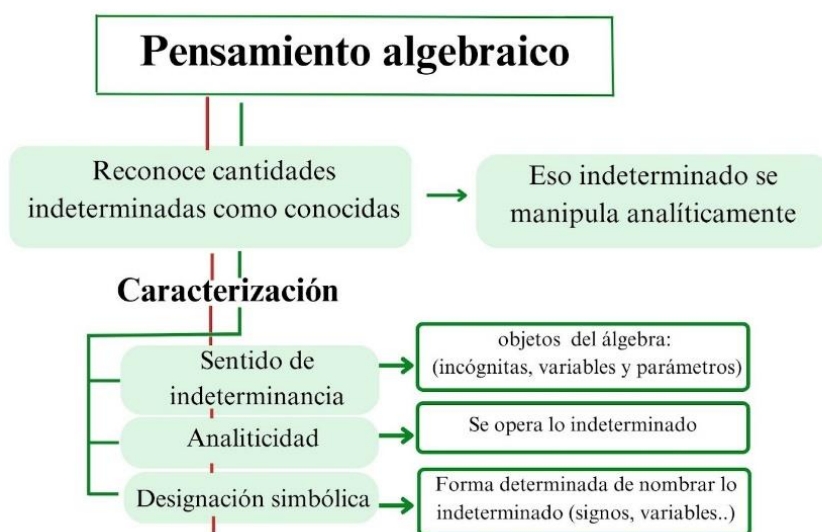 Pensamiento algebraico
Reconoce cantidades
indeterminadas como conocidas
Eso indeterminado se
manipula analíticamente
Caracterización
Sentido de
indeterminancia
objetos del álgebra:
(incógnitas, variables y parámetros)
Analiticidad
Se opera lo indeterminado
Designación simbólica
Forma determinada de nombrar lo
indeterminado (signos, variables..)